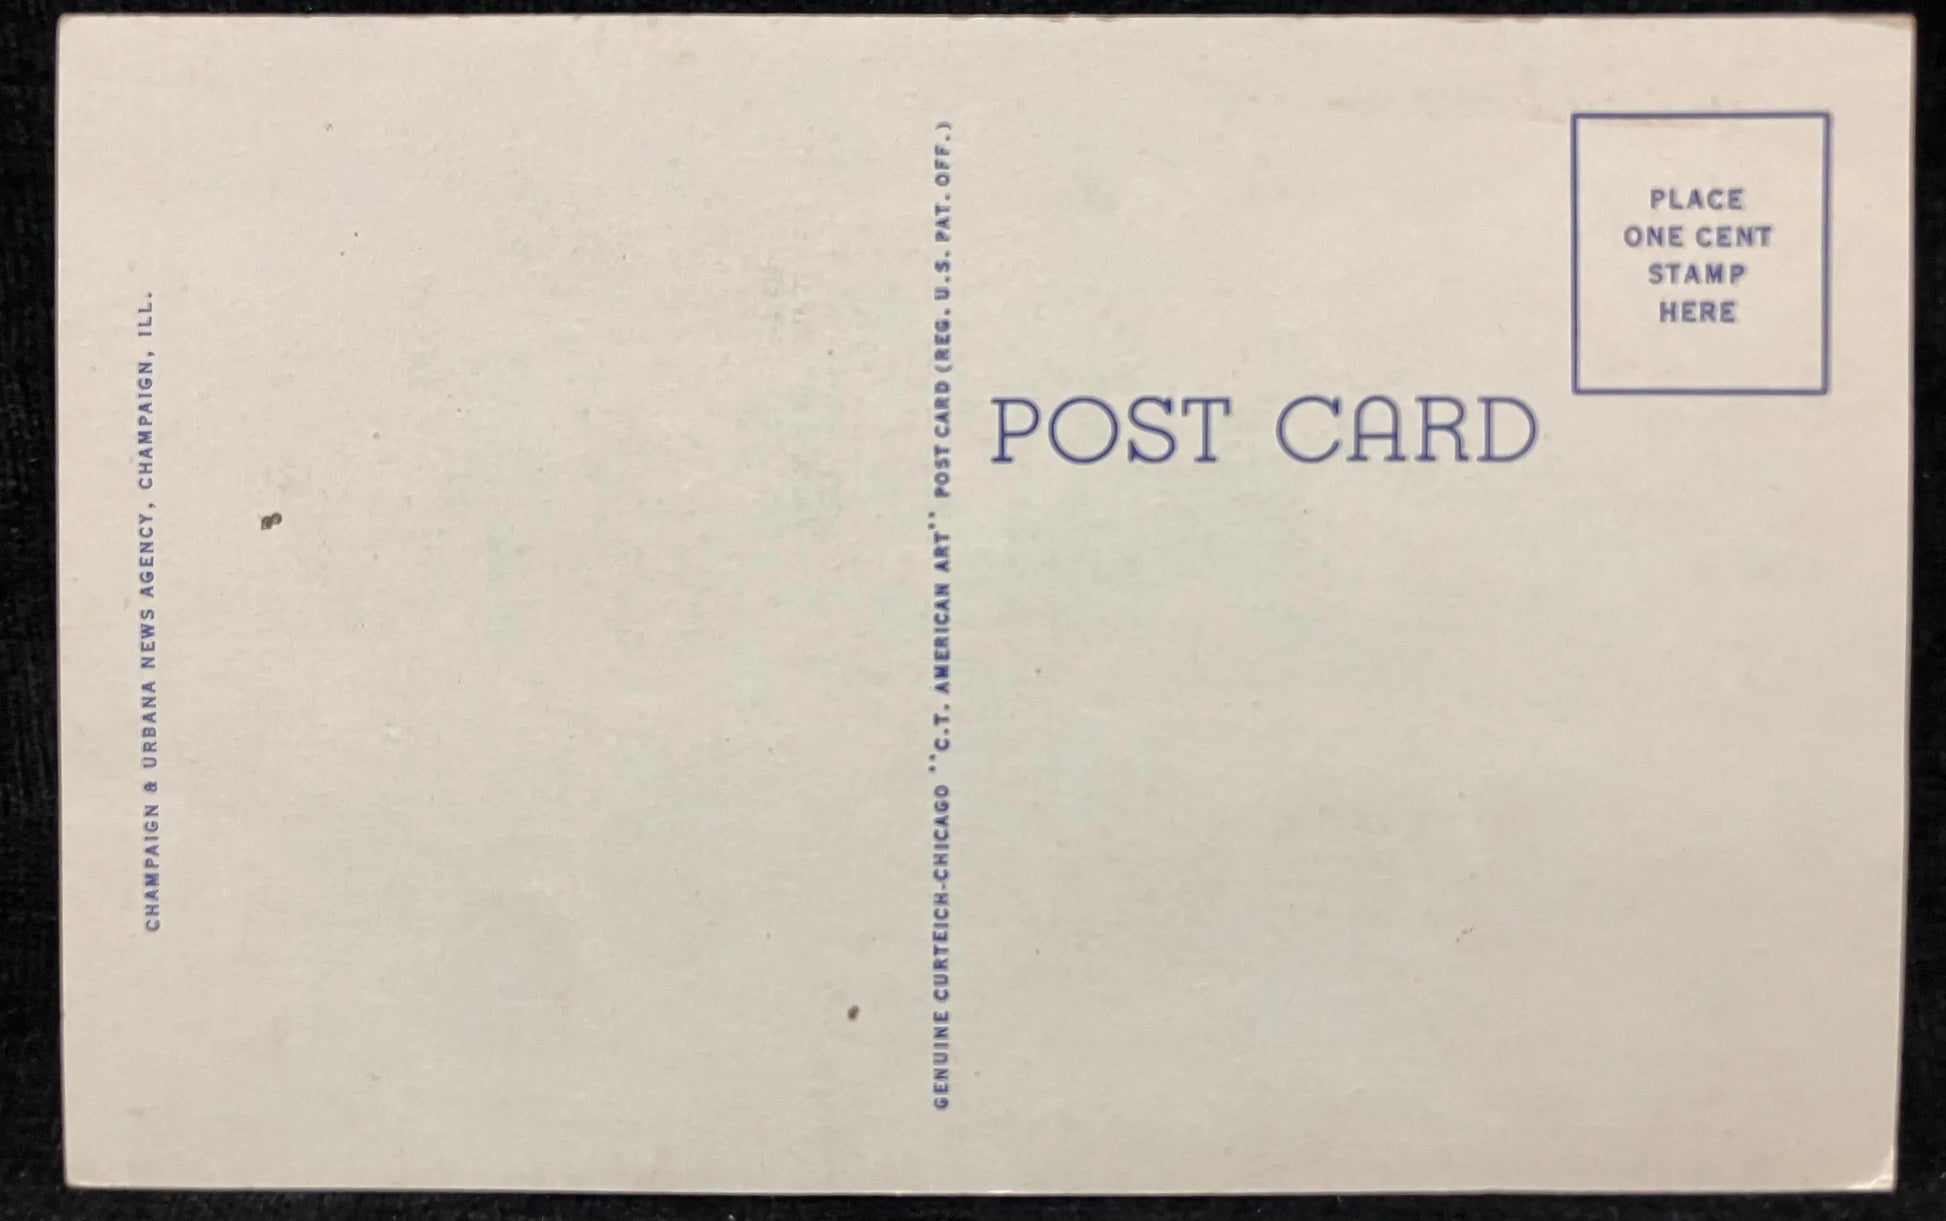 CHAMPAIGN & URBANA NEWS AGENCY, CHAMPAIGN, ILL.
GENUINE CURTEICH-CHICAGO "C.T. AMERICAN ART" POST CARD (REG. U.S. PAT. OFF.)
POST CARD
PLACE
ONE CENT
STAMP
HERE